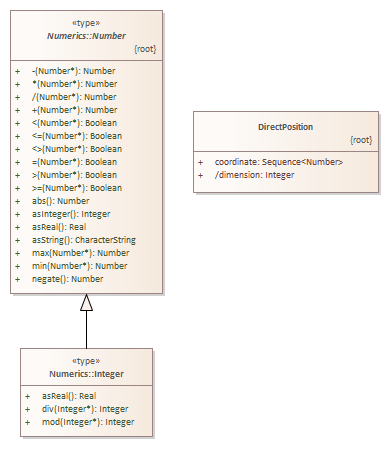 «type»
Numerics::Number
{root}
+ -(Number*): Number
+ *(Number*): Number
+ /(Number*): Number
+ +(Number*): Number
+ <(Number*): Boolean
+ <=(Number*): Boolean
+ <>(Number*): Boolean
+ =(Number*): Boolean
+ >(Number*): Boolean
+ >=(Number*): Boolean
+ abs(): Number
+ asInteger(): Integer
+ asReal(): Real
+ asString(): CharacterString
+ max(Number*): Number
+ min(Number*): Number
+ negate(): Number
DirectPosition
{root}
+ coordinate: Sequence<Number>
+ /dimension: Integer
«type»
Numerics::Integer
+ asReal(): Real
+ div(Integer*): Integer
+ mod(Integer*): Integer